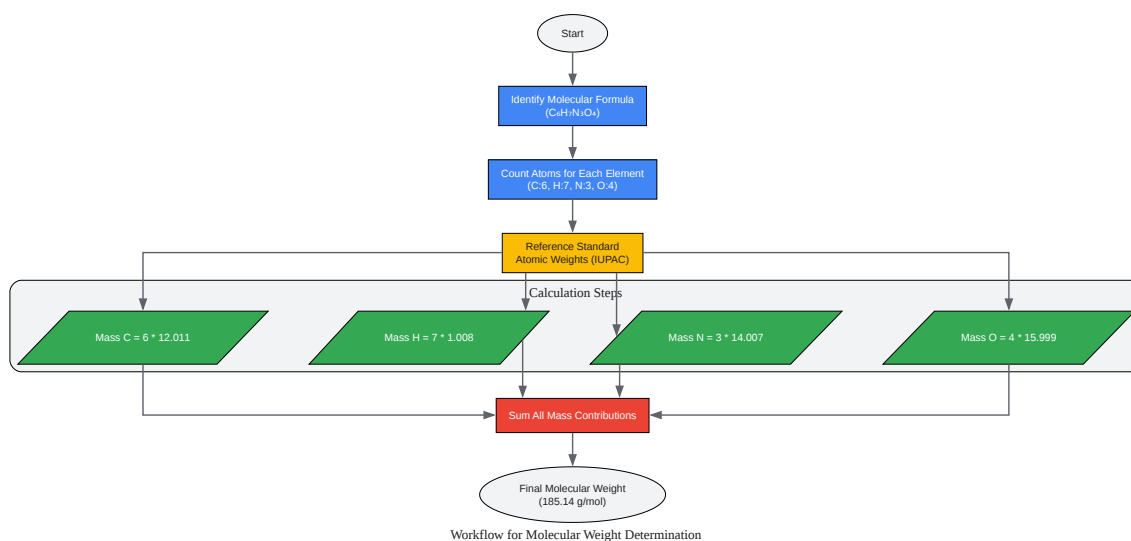 Start
Identify Molecular Formula
(C₆H₇N₃O₄)
Count Atoms for Each Element
(C:6, H:7, N:3, O:4)
Reference Standard
Atomic Weights (IUPAC)
Calculation Steps
Mass C = 6 * 12.011
Mass H = 7 * 1.008
Mass N = 3 * 14.007
Mass O = 4 * 15.999
Sum All Mass Contributions
Final Molecular Weight
(185.14 g/mol)
Workflow for Molecular Weight Determination